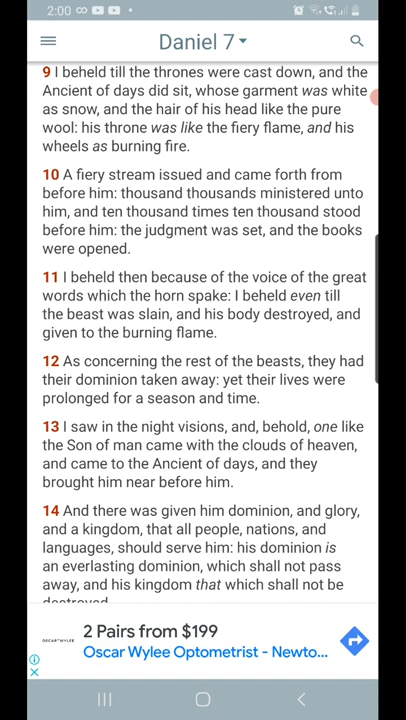 2:00
Daniel 7
9 I beheld till the thrones were cast down, and the
Ancient of days did sit, whose garment was white
as snow, and the hair of his head like the pure
wool: his throne was like the fiery flame, and his
wheels as burning fire.
10 A fiery stream issued and came forth from
before him: thousand thousands ministered unto
him, and ten thousand times ten thousand stood
before him: the judgment was set, and the books
were opened.
11 I beheld then because of the voice of the great
words which the horn spake: I beheld even till
the beast was slain, and his body destroyed, and
given to the burning flame.
12 As concerning the rest of the beasts, they had
their dominion taken away: yet their lives were
prolonged for a season and time.
13 I saw in the night visions, and, behold, one like
the Son of man came with the clouds of heaven,
and came to the Ancient of days, and they
brought him near before him.
14 And there was given him dominion, and glory,
and a kingdom, that all people, nations, and
languages, should serve him: his dominion is
an everlasting dominion, which shall not pass
away, and his kingdom that which shall not be
destroyed
OSCAR WYLEE
2 Pairs from $199
Oscar Wylee Optometrist - Newto...